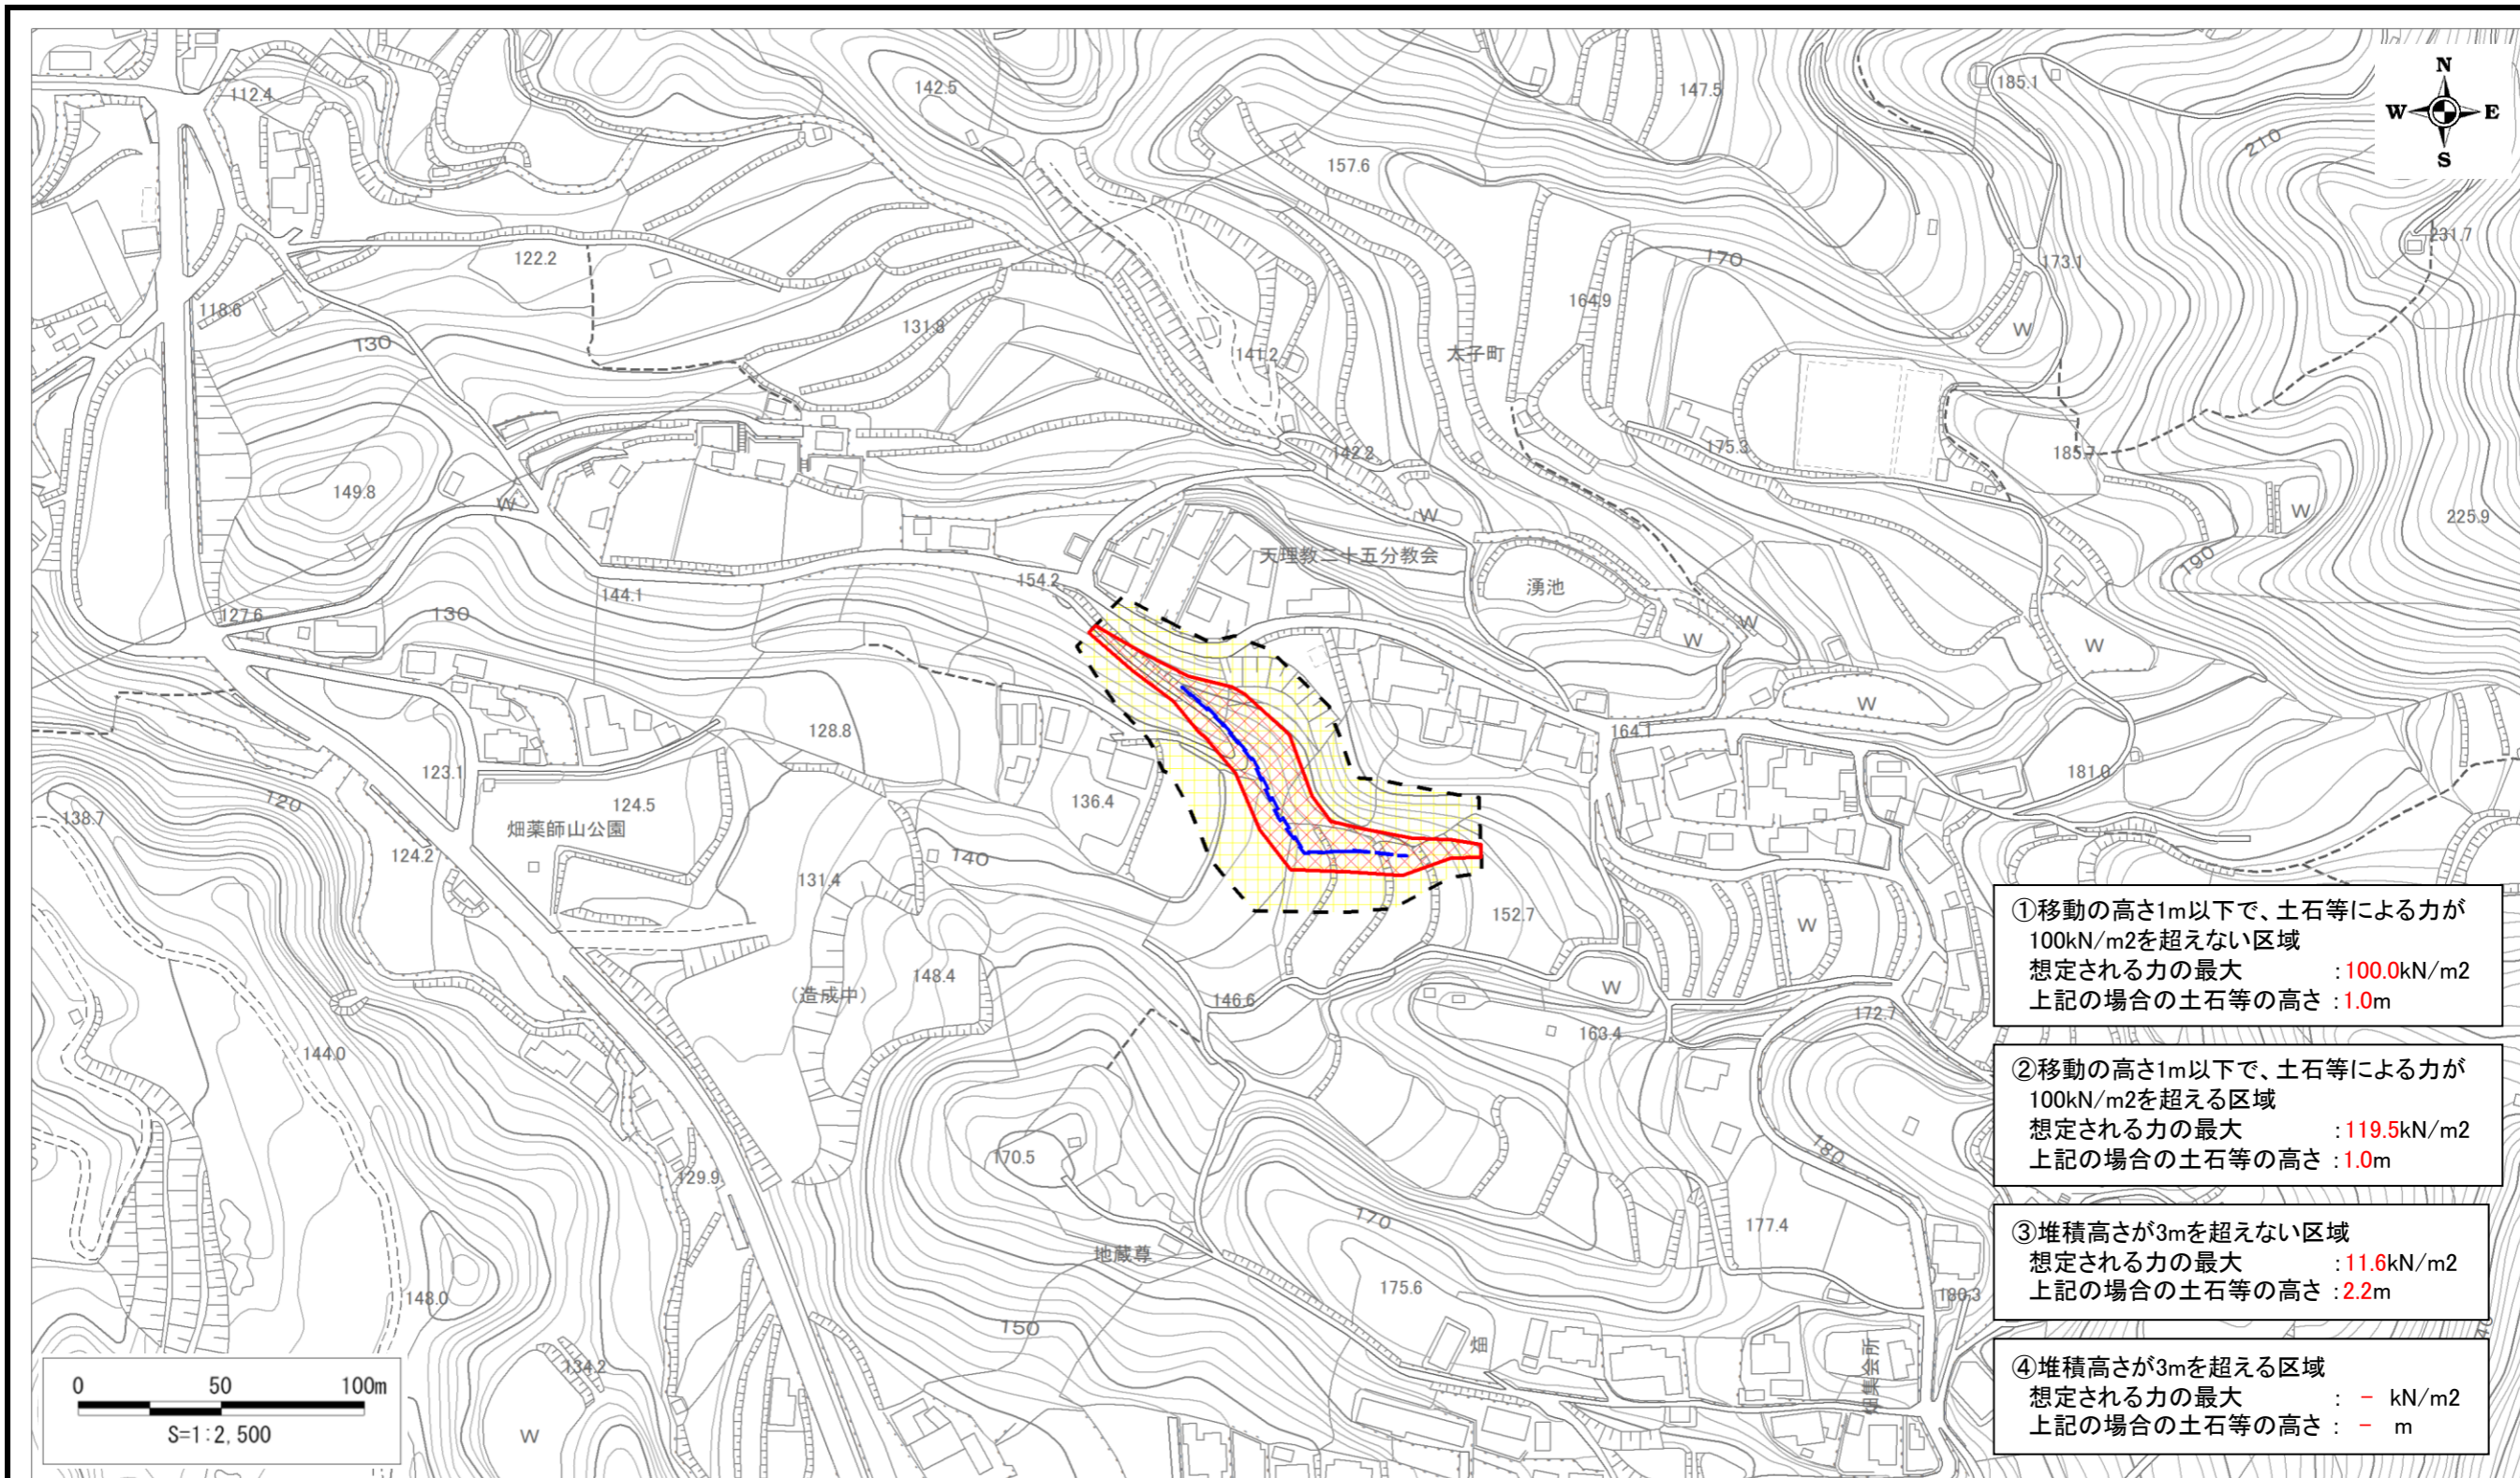 N
W E
S
112.4
142.5
147.5
185.1
210
157.6
122.2
231.7
173.1
170
118.6
164.9
131.8
W
130
141.2
太子町
142.2
175.3
185.7
149.8
W
W
W
225.9
天理教二十五分教会
190
154.2
湧池
144.1
127.6
130
W
W
W
W
128.8
164.1
123.1
181.0
120
124.5
136.4
138.7
畑薬師山公園
124.2
140
131.4
152.7
W
148.4
W
(造成中)
146.6
163.4
172.7
144.0
170.5
180
129.9
170
177.4
地蔵尊
175.6
148.0
180.3
150
畑
134.2
畑集会所
W
①移動の高さ1m以下で、土石等による力が
100kN/m2を超えない区域
想定される力の最大 :100.0kN/m2
上記の場合の土石等の高さ :1.0m
②移動の高さ1m以下で、土石等による力が
100kN/m2を超える区域
想定される力の最大 :119.5kN/m2
上記の場合の土石等の高さ :1.0m
③堆積高さが3mを超えない区域
想定される力の最大 :11.6kN/m2
上記の場合の土石等の高さ :2.2m
④堆積高さが3mを超える区域
想定される力の最大 : − kN/m2
上記の場合の土石等の高さ : − m
0 50 100m
S=1:2,500